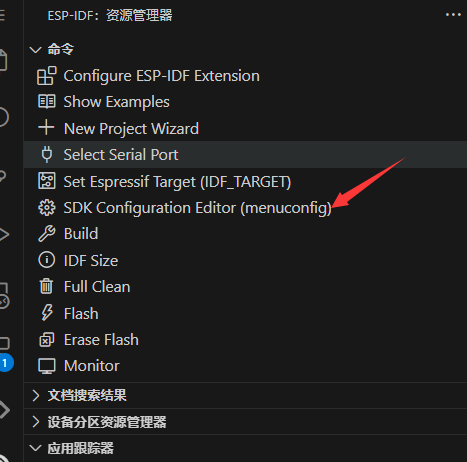 ESP-IDF：资源管理器
命令
Configure ESP-IDF Extension
Show Examples
New Project Wizard
Select Serial Port
Set Espressif Target (IDF_TARGET)
SDK Configuration Editor (menuconfig)
Build
IDF Size
Full Clean
Flash
Erase Flash
Monitor
1
文档搜索结果
设备分区资源管理器
应用跟踪器